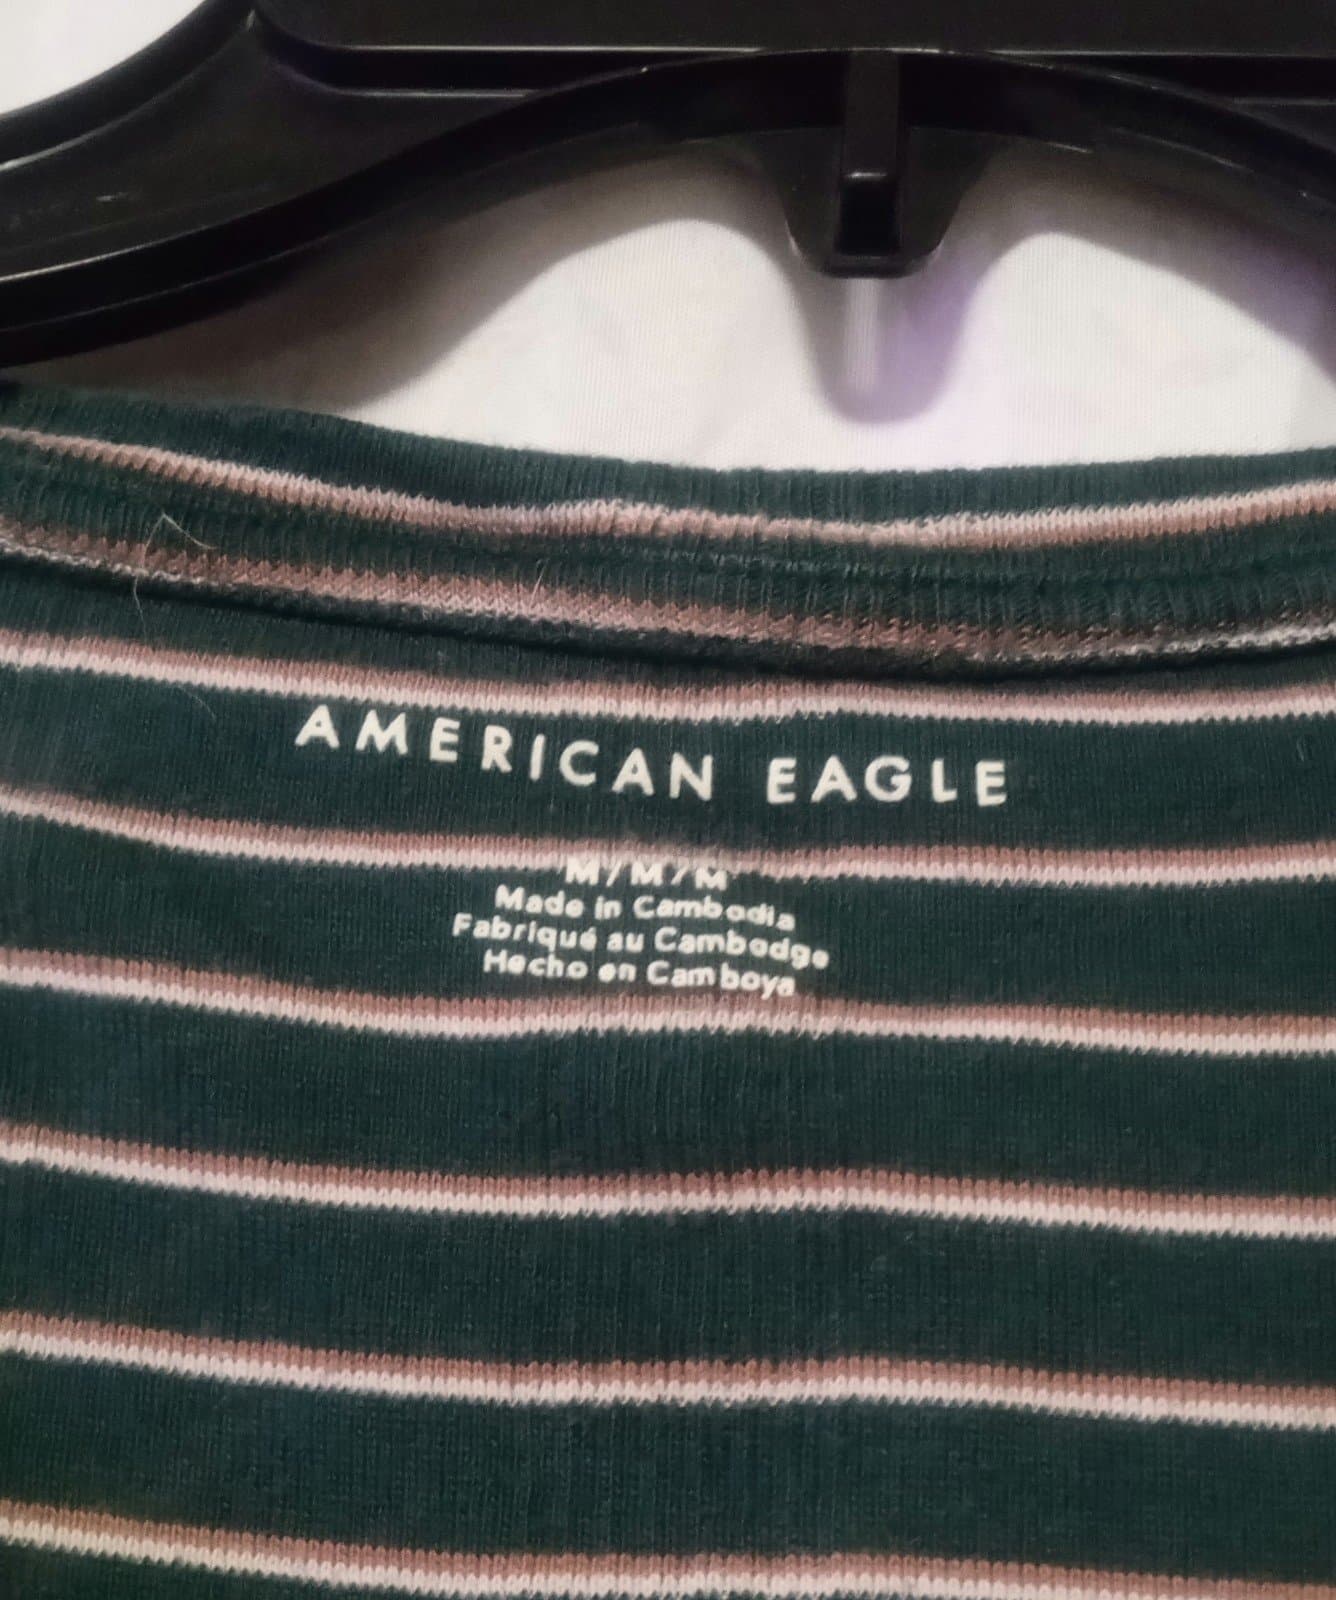 AMERICAN EAGLE
M/M/M
Made in Cambodia
Fabriqué au Cambodge
Hecho en Camboya